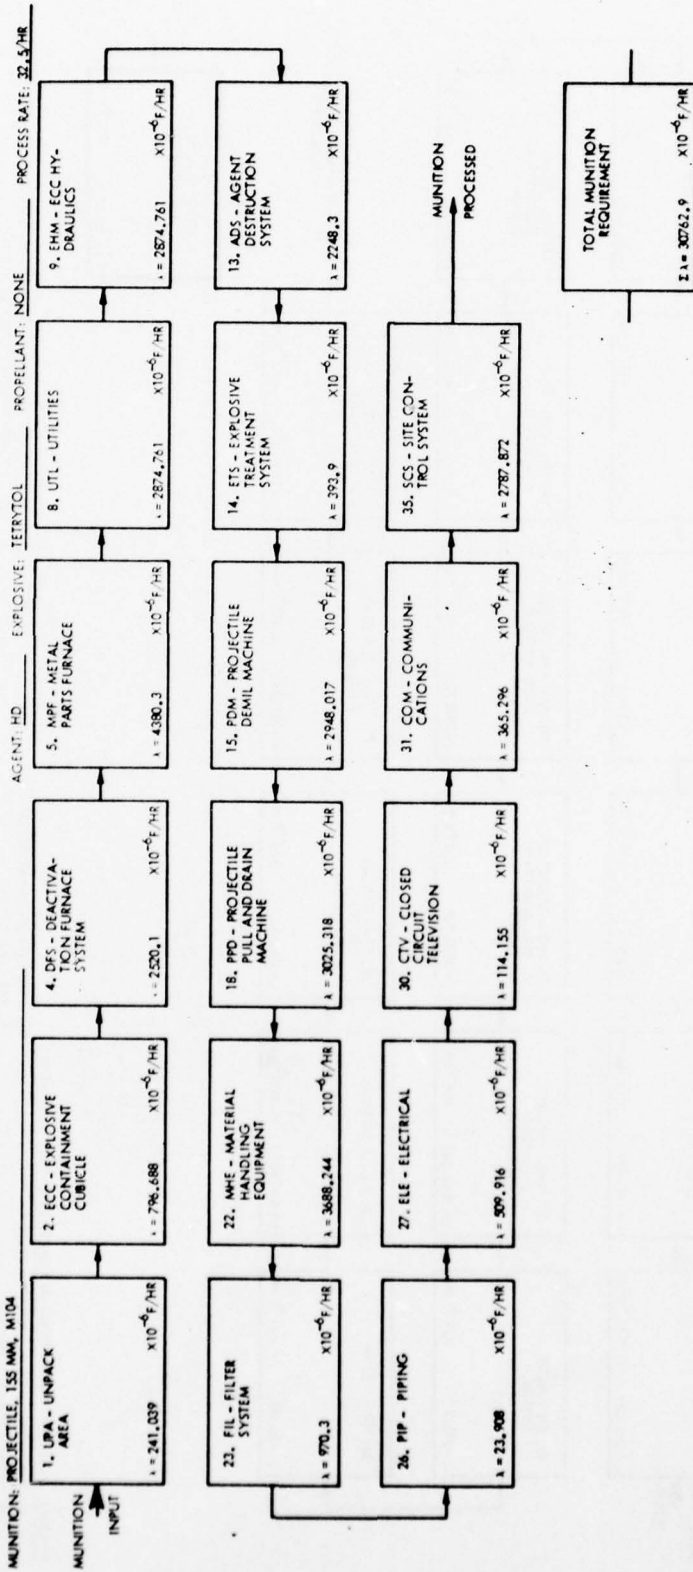 MUNITION: PROJECTILE, 155 MM, M104 AGENT: HD EXPLOSIVE: TETRYTOL PROPELLANT: NONE PROCESS RATE: 32.5/HR
MUNITION
INPUT
1. UPA - UNPACK
AREA
λ = 241.039 X10⁻⁶F/HR
2. ECC - EXPLOSIVE
CONTAINMENT
CUBICLE
λ = 796.688 X10⁻⁶F/HR
4. DFS - DEACTIVA-
TION FURNACE
SYSTEM
λ = 2520.1 X10⁻⁶F/HR
5. MPF - METAL
PARTS FURNACE
λ = 4380.3 X10⁻⁶F/HR
8. UTL - UTILITIES
λ = 2874.761 X10⁻⁶F/HR
9. EHM - ECC HY-
DRAULICS
λ = 2874.761 X10⁻⁶F/HR
13. ADS - AGENT
DESTRUCTION
SYSTEM
λ = 2248.3 X10⁻⁶F/HR
14. ETS - EXPLOSIVE
TREATMENT
SYSTEM
λ = 393.9 X10⁻⁶F/HR
15. PDM - PROJECTILE
DEMIL MACHINE
λ = 2948.017 X10⁻⁶F/HR
18. PPD - PROJECTILE
PULL AND DRAIN
MACHINE
λ = 3025.318 X10⁻⁶F/HR
22. MHE - MATERIAL
HANDLING
EQUIPMENT
λ = 3688.244 X10⁻⁶F/HR
23. FIL - FILTER
SYSTEM
λ = 970.3 X10⁻⁶F/HR
26. PIP - PIPING
λ = 23.908 X10⁻⁶F/HR
27. ELE - ELECTRICAL
λ = 509.916 X10⁻⁶F/HR
30. CTV - CLOSED
CIRCUIT
TELEVISION
λ = 114.155 X10⁻⁶F/HR
31. COM - COMMUNI-
CATIONS
λ = 365.296 X10⁻⁶F/HR
35. SCS - SITE CON-
TROL SYSTEM
λ = 2787.872 X10⁻⁶F/HR
MUNITION
PROCESSED
TOTAL MUNITION
REQUIREMENT
Σ λ = 30762.9 X10⁻⁶F/HR